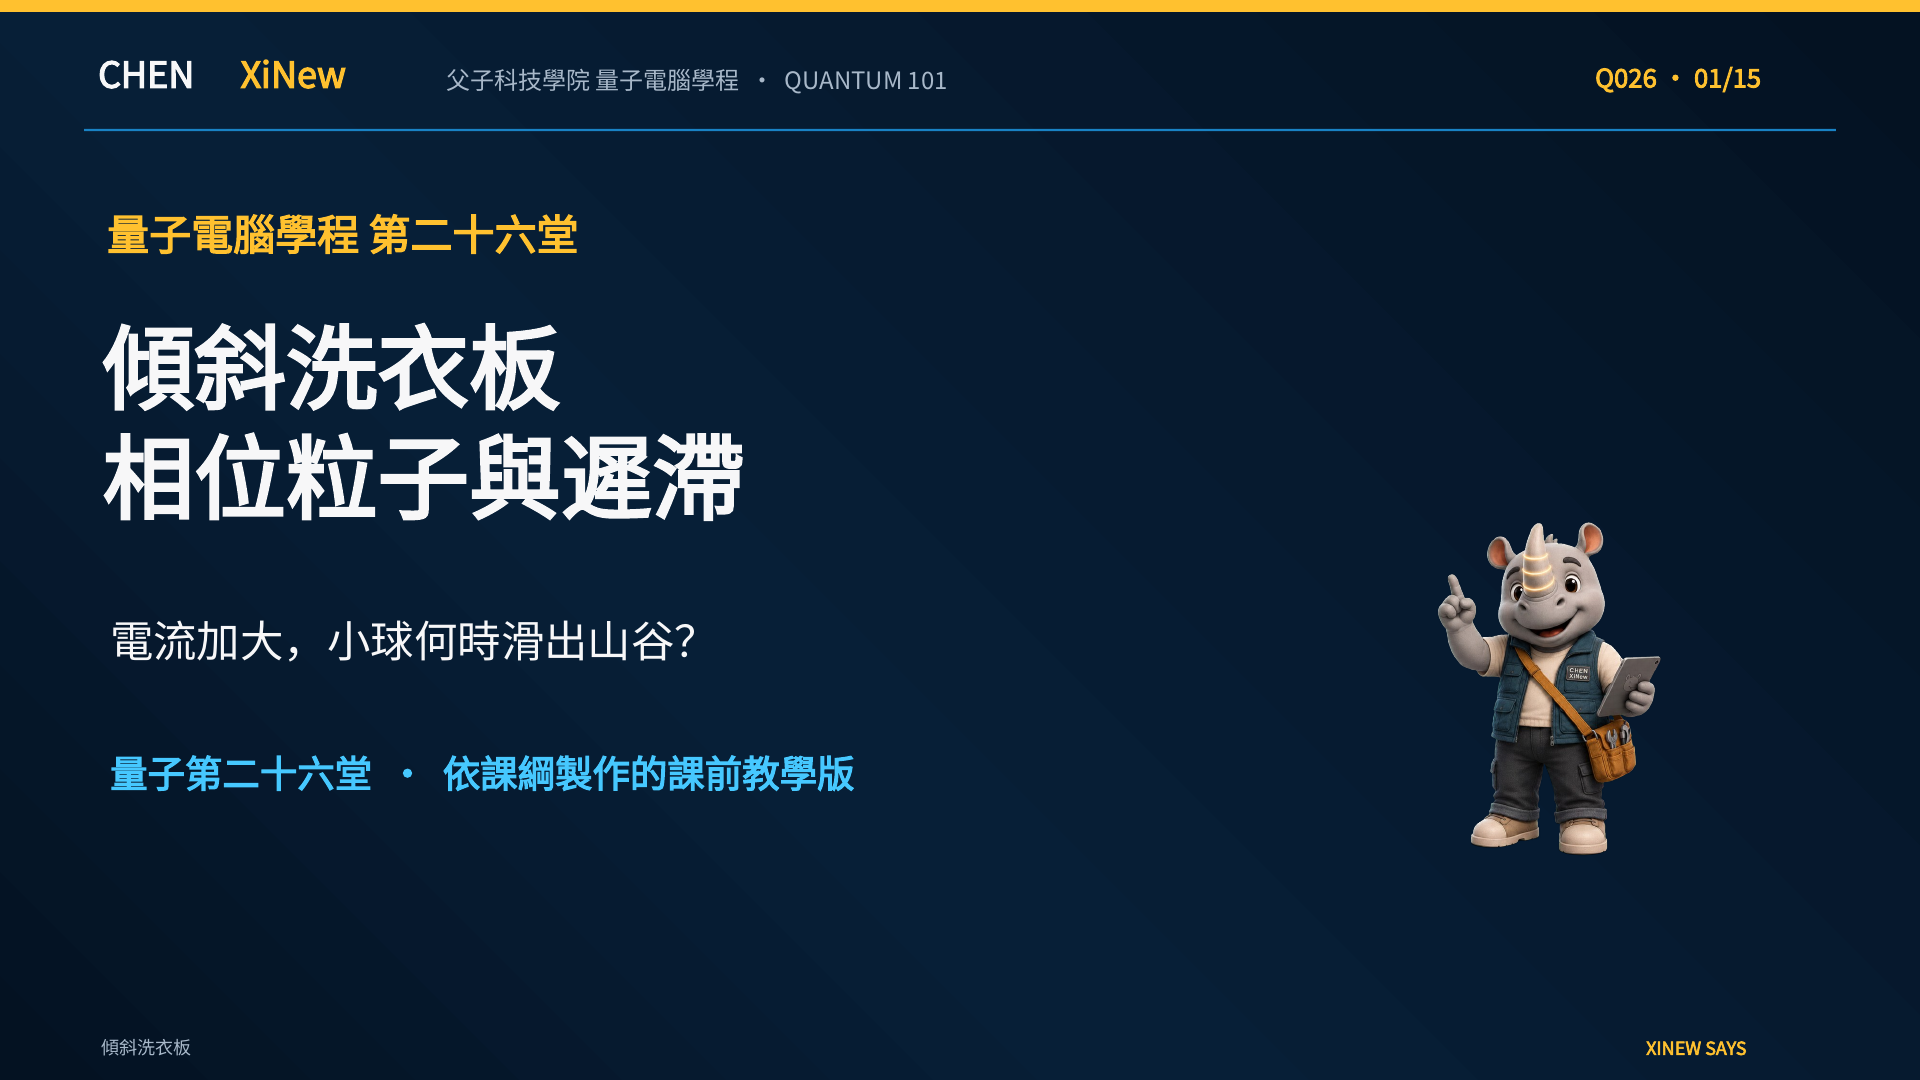 CHEN XiNew 父子科技學院 量子電腦學程 • QUANTUM 101 Q026 • 01/15
量子電腦學程 第二十六堂
傾斜洗衣板
相位粒子與遲滯
電流加大，小球何時滑出山谷？
量子第二十六堂 • 依課綱製作的課前教學版
CHEN
XiNew
傾斜洗衣板 XINEW SAYS